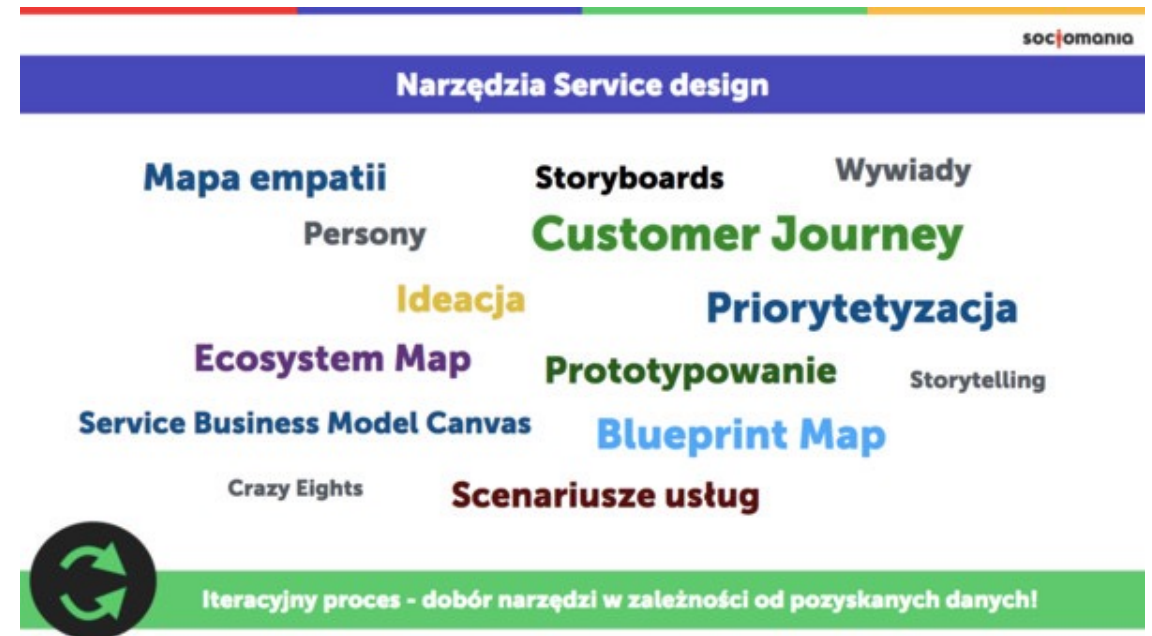 socjomania
Narzędzia Service design
Mapa empatii
Storyboards
Wywiady
Persony
Customer Journey
Ideacja
Priorytetyzacja
Ecosystem Map
Prototypowanie
Storytelling
Service Business Model Canvas
Blueprint Map
Crazy Eights
Scenariusze usług
Iteracyjny proces - dobór narzędzi w zależności od pozyskanych danych!